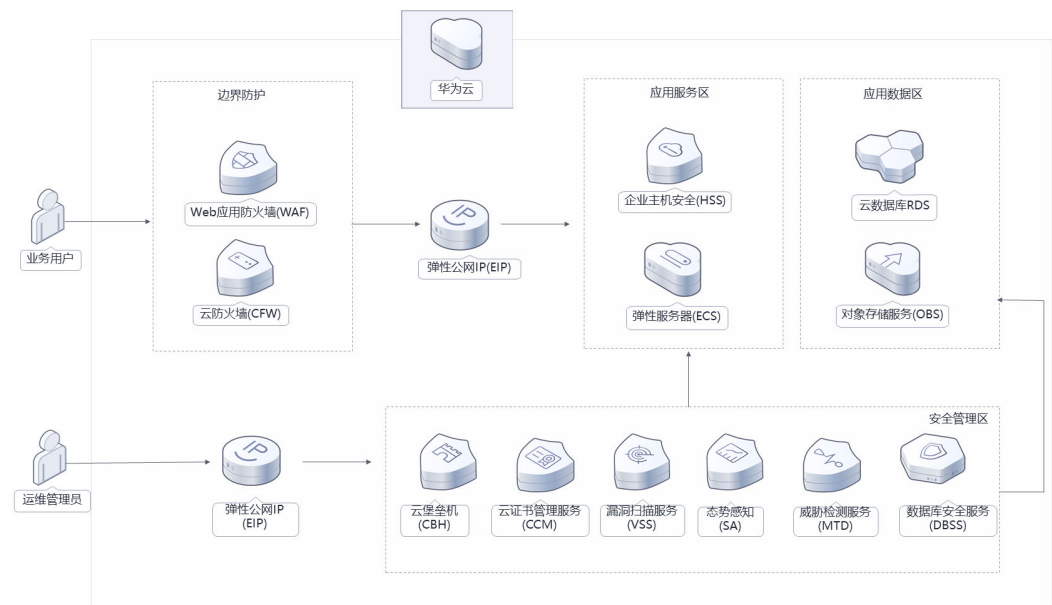 华为云
边界防护
应用服务区
应用数据区
Web应用防火墙(WAF)
企业主机安全(HSS)
云数据库RDS
业务用户
弹性公网IP(EIP)
云防火墙(CFW)
弹性服务器(ECS)
对象存储服务(OBS)
安全管理区
运维管理员
弹性公网IP
(EIP)
云堡垒机
(CBH)
云证书管理服务
(CCM)
漏洞扫描服务
(VSS)
态势感知
(SA)
威胁检测服务
(MTD)
数据库安全服务
(DBSS)
IP
IP